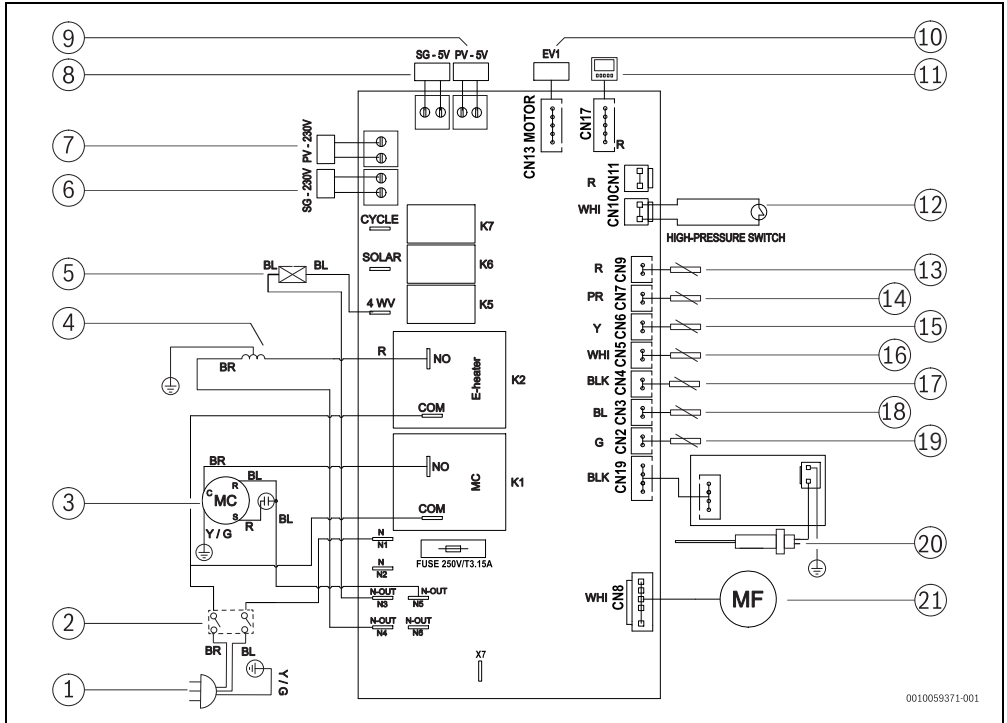 9
SG - 5V PV - 5V
EV1
10
8
11
7
PV - 230V
CN13 MOTOR
CN17
R
6
SG - 230V
R
CN11
CYCLE
K7
WHI
CN10
12
HIGH-PRESSURE SWITCH
5
BL BL
SOLAR
K6
R
CN9
13
4 WV
K5
PR
CN7
14
4
Y
CN6
15
BR
R
NO
E-heater
K2
WHI
CN5
16
BLK
CN4
17
COM
BL
CN3
18
G
CN2
19
BR
NO
MC
K1
BLK
CN19
3
C
R
MC
S
BL
R
BL
Y / G
COM
N
N1
FUSE 250V/T3.15A
20
N
N2
N-OUT
N3
N-OUT
N5
WHI
CN8
MF
21
2
N-OUT
N4
N-OUT
N6
BR BL
X7
1
Y / G
0010059371-001